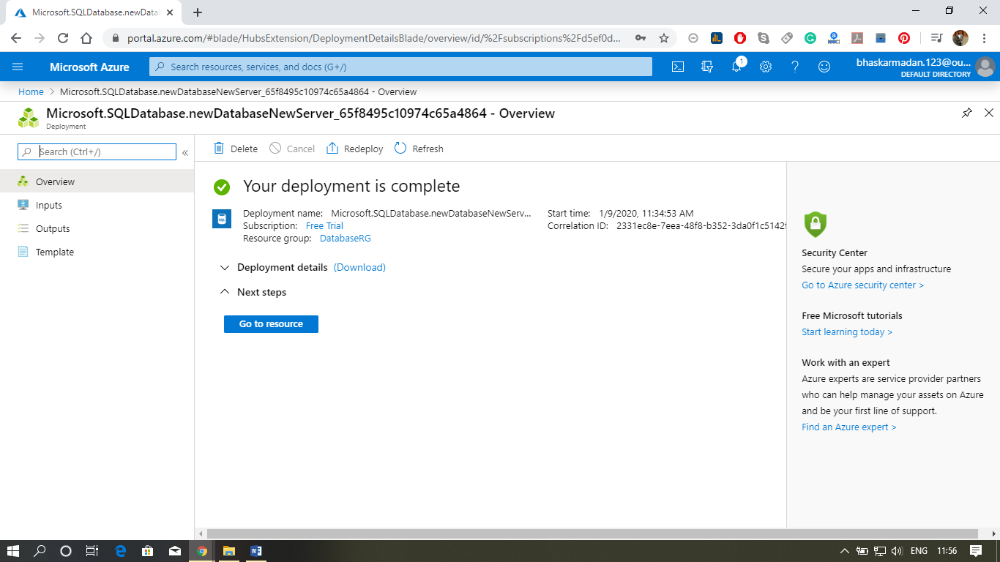 Microsoft.SQLDatabase.newData
portal.azure.com/#blade/HubsExtension/DeploymentDetailsBlade/overview/id/%2Fsubscriptions%2Fd5ef0d...
Microsoft Azure
Search resources, services, and docs (G+/)
1
bhaskarmadan.123@ou...
DEFAULT DIRECTORY
Home > Microsoft.SQLDatabase.newDatabaseNewServer_65f8495c10974c65a4864 - Overview
Microsoft.SQLDatabase.newDatabaseNewServer_65f8495c10974c65a4864 - Overview
Deployment
Search (Ctrl+/)
«
Overview
Inputs
Outputs
Template
Delete
Cancel
Redeploy
Refresh
Your deployment is complete
SQL
Deployment name: Microsoft.SQLDatabase.newDatabaseNewServ...
Subscription: Free Trial
Resource group: DatabaseRG
Start time: 1/9/2020, 11:34:53 AM
Correlation ID: 2331ec8e-7eea-48f8-b352-3da0f1c5142f
Deployment details (Download)
Next steps
Go to resource
Security Center
Secure your apps and infrastructure
Go to Azure security center >
Free Microsoft tutorials
Start learning today >
Work with an expert
Azure experts are service provider partners
who can help manage your assets on Azure
and be your first line of support.
Find an Azure expert >
ENG
11:56